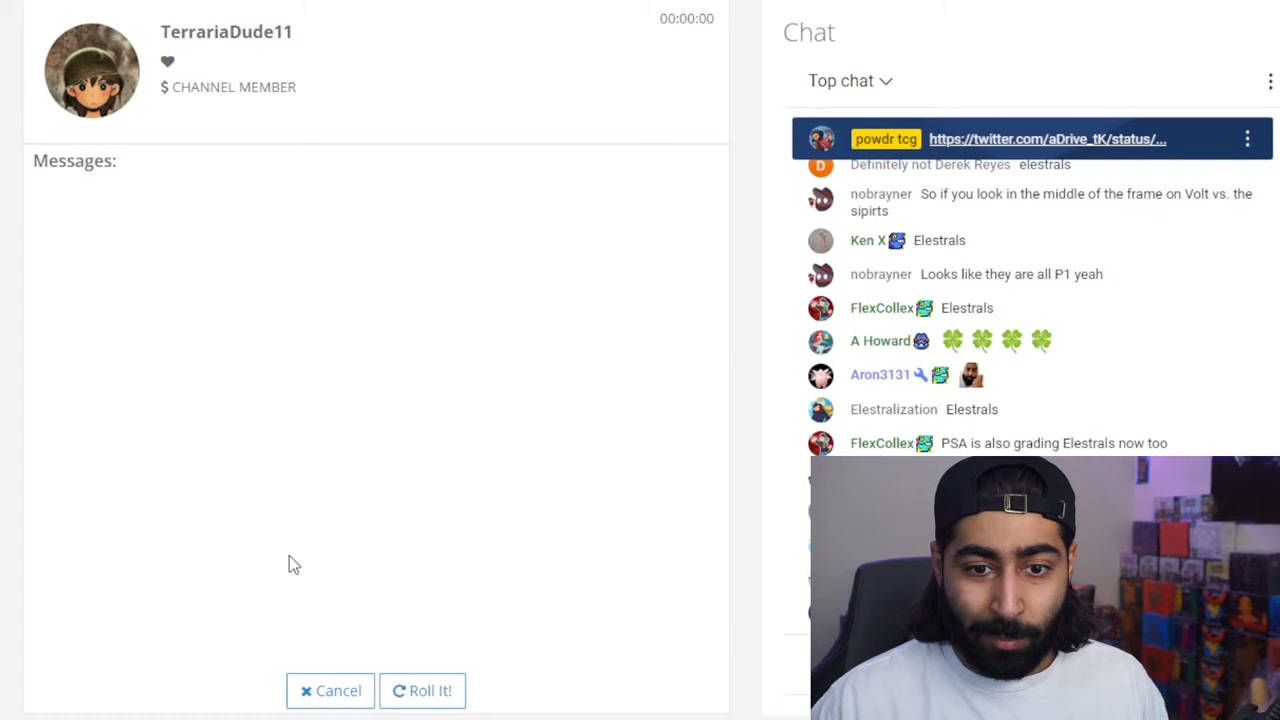 TerrariaDude11
00:00:00
$ CHANNEL MEMBER
Messages:
Cancel
Roll It!
Chat
Top chat
powdr tcg https://twitter.com/aDrive_tK/status/...
Definitely not Derek Reyes elestrals
nobrayner So if you look in the middle of the frame on Volt vs. the
sipirts
Ken X Elestrals
nobrayner Looks like they are all P1 yeah
FlexCollex Elestrals
A Howard
Aron3131
Elestralization Elestrals
FlexCollex PSA is also grading Elestrals now too